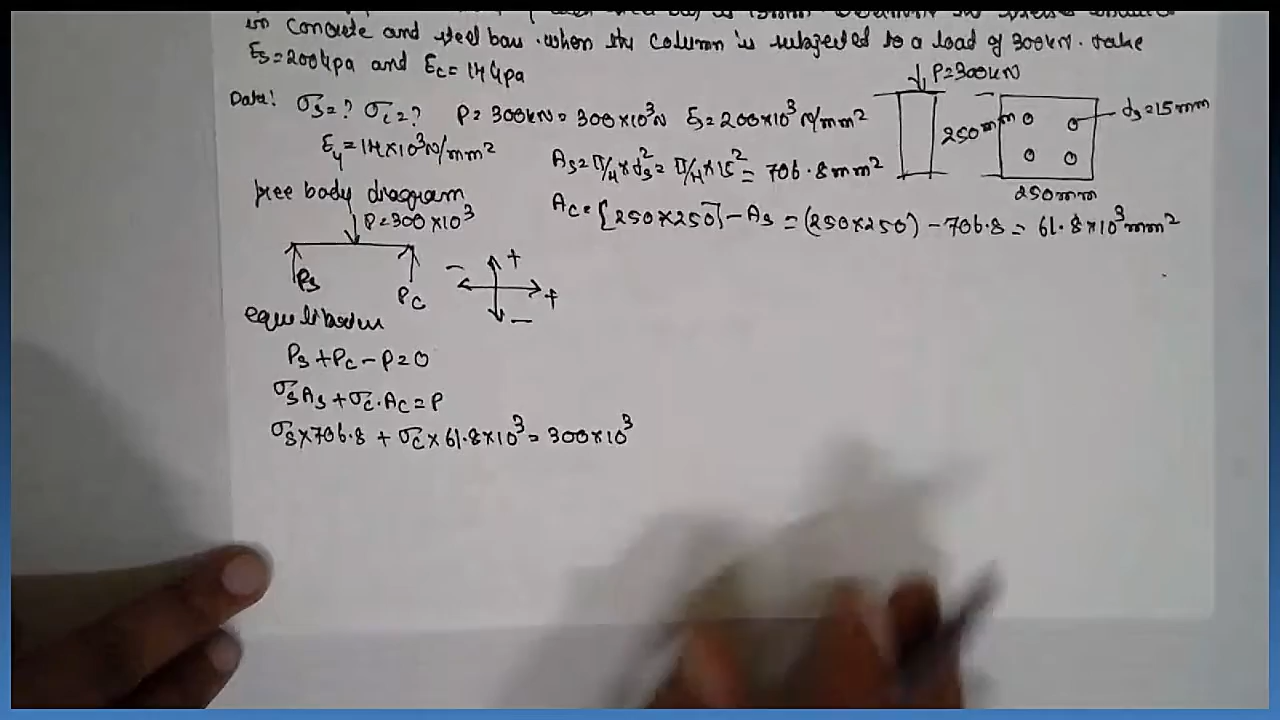 is 15mm
in Concrete and steel bars when the column is subjected to a load of 300kN. take
Es=200Gpa and Ec=14Gpa
P=300kN
Data: σs=? σc=? P=300kN=300×10³N Es=200×10³N/mm²
250mm
ds=15mm
Ey=14×10³N/mm²
As=π/4×ds²=π/4×15²=706.8mm²
250mm
free body diagram
Ac=[250×250]-As=(250×250)-706.8=61.8×10³mm²
P=300×10³
Ps
Pc
- + + -
equilibrium
Ps+Pc-P=0
σsAs+σc.Ac=P
σs×706.8+σc×61.8×10³=300×10³